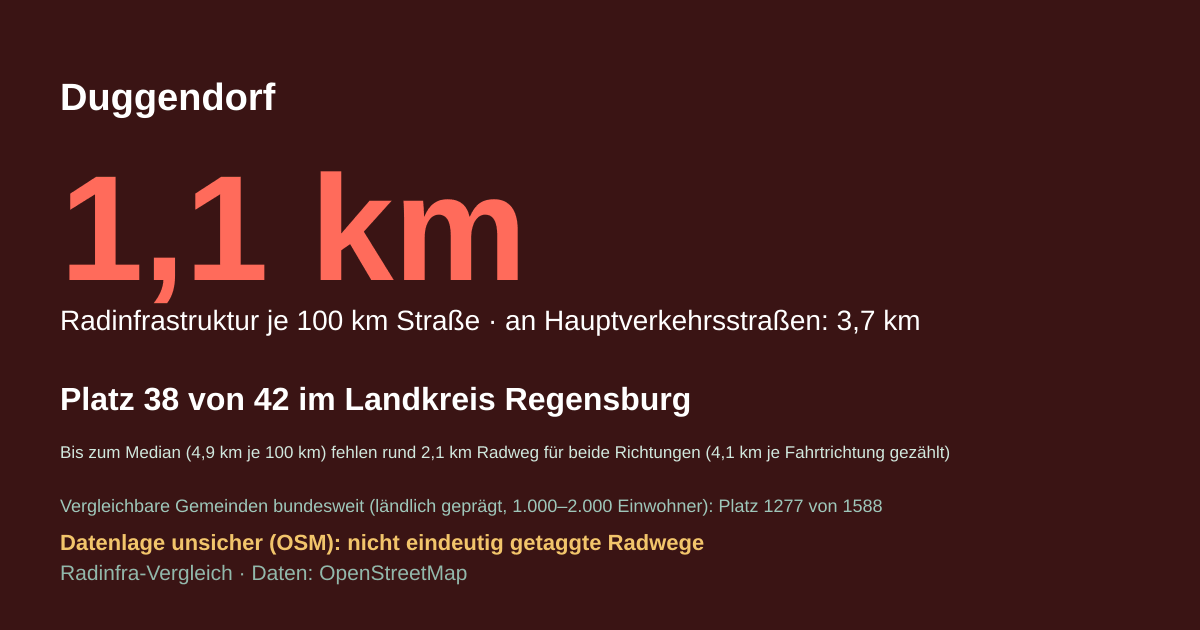 Duggendorf
1,1 km
Radinfrastruktur je 100 km Straße · an Hauptverkehrsstraßen: 3,7 km
Platz 38 von 42 im Landkreis Regensburg
Bis zum Median (4,9 km je 100 km) fehlen rund 2,1 km Radweg für beide Richtungen (4,1 km je Fahrtrichtung gezählt)
Vergleichbare Gemeinden bundesweit (ländlich geprägt, 1.000–2.000 Einwohner): Platz 1277 von 1588
Datenlage unsicher (OSM): nicht eindeutig getaggte Radwege
Radinfra-Vergleich · Daten: OpenStreetMap